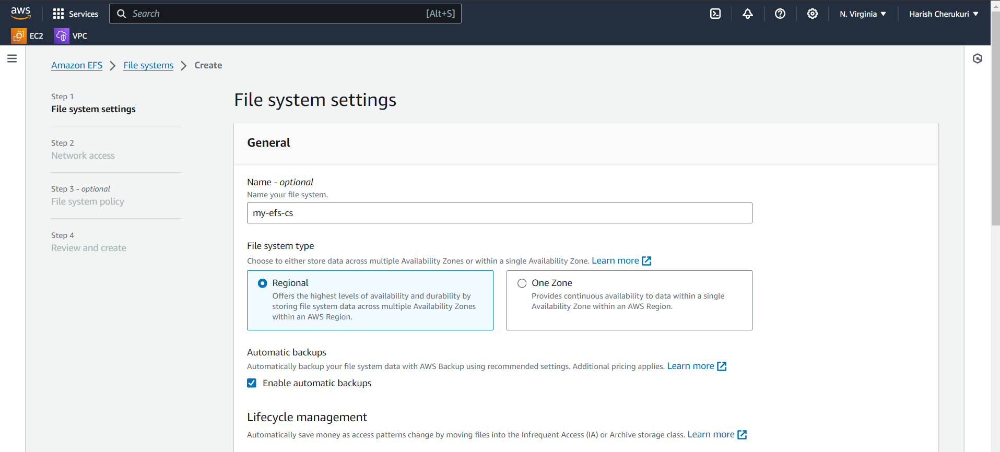 aws
Services
Search [Alt+S]
N. Virginia
Harish Cherukuri
EC2
VPC
Amazon EFS
File systems
Create
Step 1
File system settings
Step 2
Network access
Step 3 - optional
File system policy
Step 4
Review and create
File system settings
General
Name - optional
Name your file system.
my-efs-cs
File system type
Choose to either store data across multiple Availability Zones or within a single Availability Zone. Learn more
Regional
Offers the highest levels of availability and durability by
storing file system data across multiple Availability Zones
within an AWS Region.
One Zone
Provides continuous availability to data within a single
Availability Zone within an AWS Region.
Automatic backups
Automatically backup your file system data with AWS Backup using recommended settings. Additional pricing applies. Learn more
Enable automatic backups
Lifecycle management
Automatically save money as access patterns change by moving files into the Infrequent Access (IA) or Archive storage class. Learn more